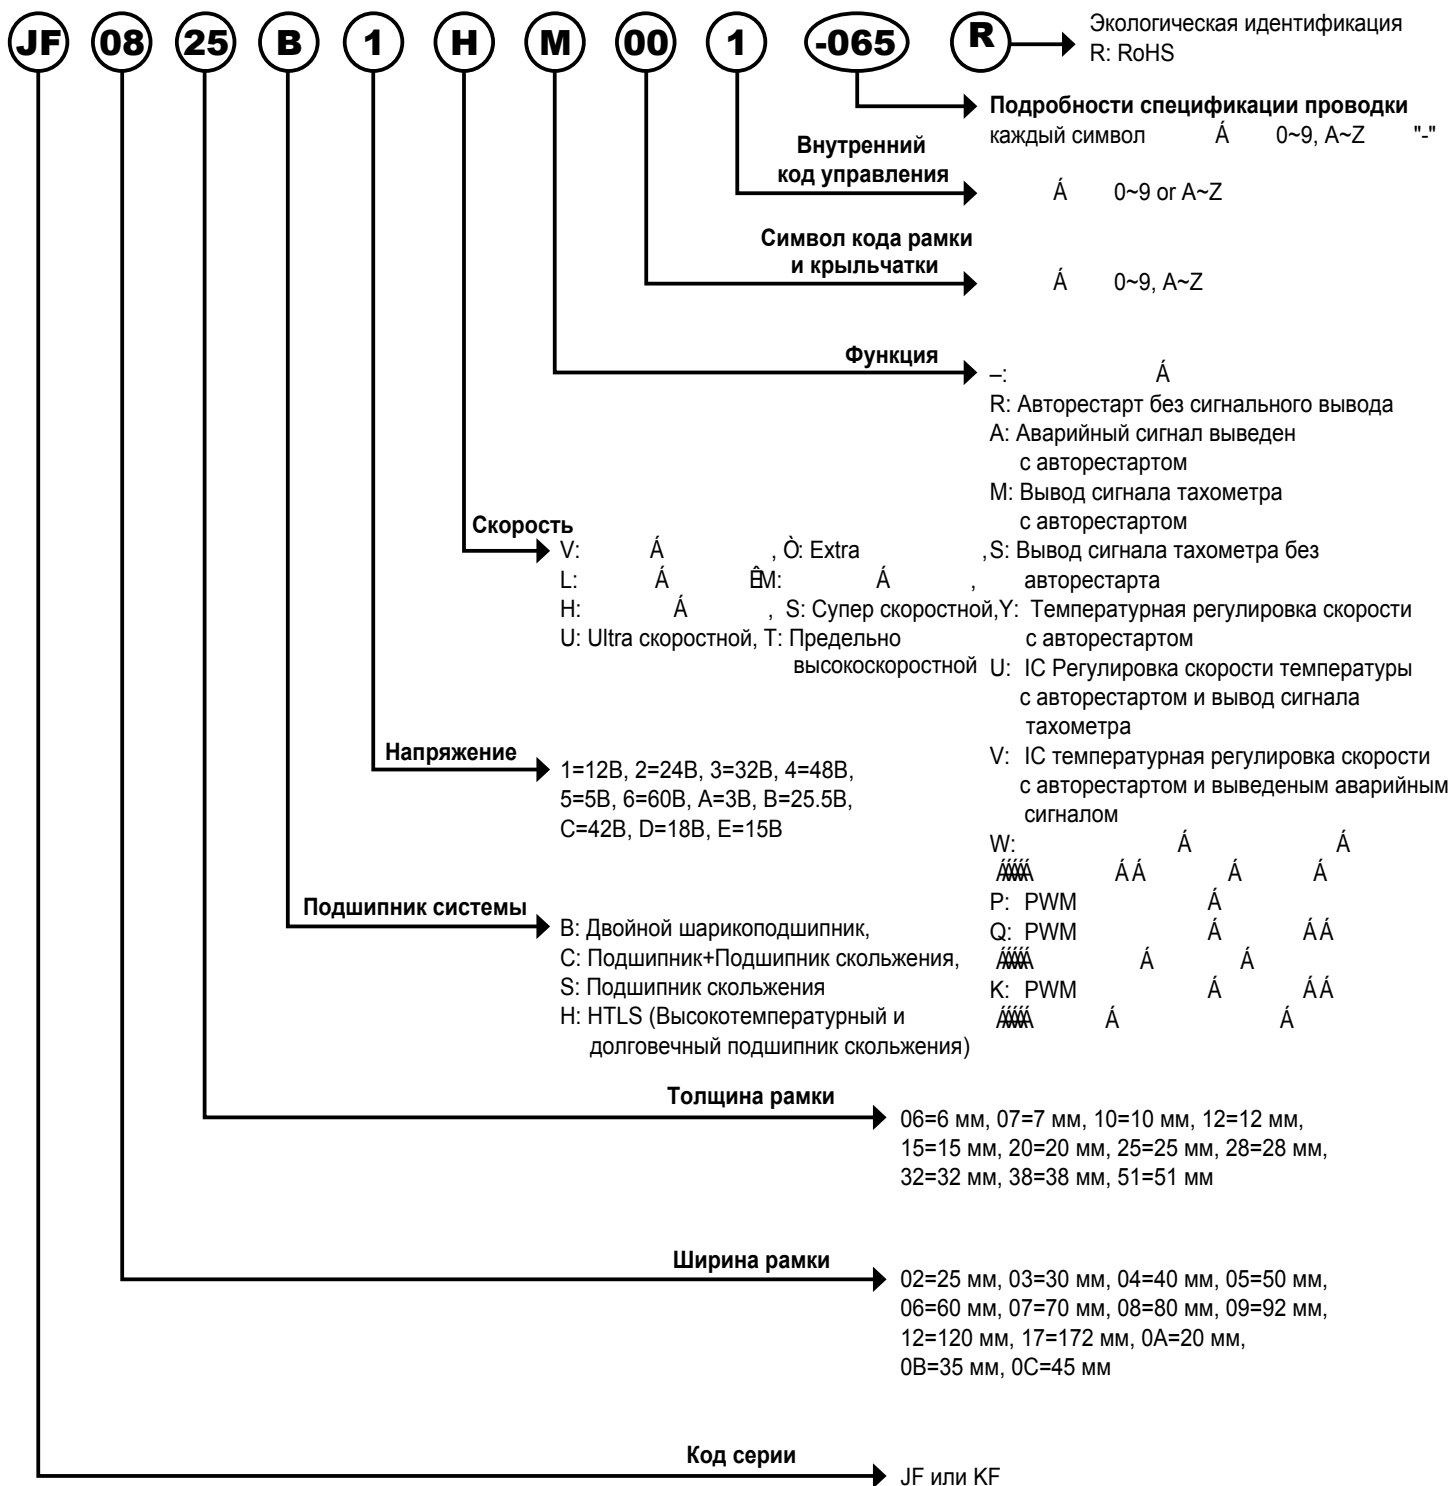 JF 08 25 B 1 H M 00 1 -065 R
Экологическая идентификация
R: RoHS
Подробности спецификации проводки
каждый символ Á 0~9, A~Z "-"
Внутренний
код управления
Á 0~9 or A~Z
Символ кода рамки
и крыльчатки
Á 0~9, A~Z
Функция
–: Á
R: Авторестарт без сигнального вывода
A: Аварийный сигнал выведен
с авторестартом
M: Вывод сигнала тахометра
с авторестартом
S: Вывод сигнала тахометра без
авторестарта
Y: Температурная регулировка скорости
с авторестартом
U: IC Регулировка скорости температуры
с авторестартом и вывод сигнала
тахометра
V: IC температурная регулировка скорости
с авторестартом и выведеным аварийным
сигналом
W: Á Á
Á Á Á Á
P: PWM Á
Q: PWM Á ÁÁ
Á Á
K: PWM Á ÁÁ
Á Á
Скорость
V: Á , Ò: Extra ,
L: Á ÊM: Á ,
H: Á , S: Супер скоростной,
U: Ultra скоростной, T: Предельно
высокоскоростной
Напряжение
1=12В, 2=24В, 3=32В, 4=48В,
5=5В, 6=60В, A=3В, B=25.5В,
C=42В, D=18В, E=15В
Подшипник системы
B: Двойной шарикоподшипник,
C: Подшипник+Подшипник скольжения,
S: Подшипник скольжения
H: HTLS (Высокотемпературный и
долговечный подшипник скольжения)
Толщина рамки
06=6 мм, 07=7 мм, 10=10 мм, 12=12 мм,
15=15 мм, 20=20 мм, 25=25 мм, 28=28 мм,
32=32 мм, 38=38 мм, 51=51 мм
Ширина рамки
02=25 мм, 03=30 мм, 04=40 мм, 05=50 мм,
06=60 мм, 07=70 мм, 08=80 мм, 09=92 мм,
12=120 мм, 17=172 мм, 0A=20 мм,
0B=35 мм, 0C=45 мм
Код серии
JF или KF